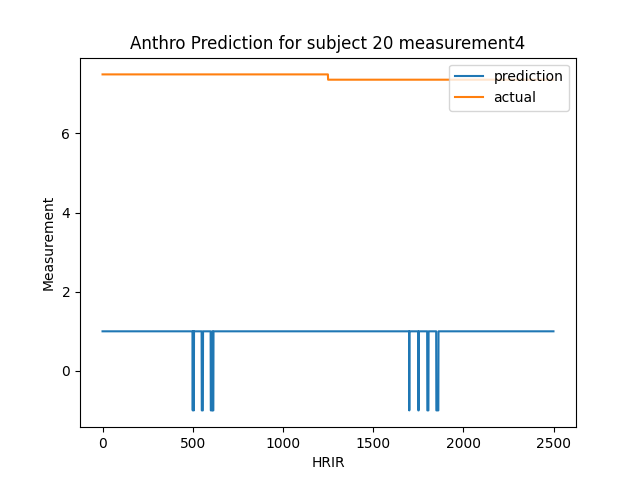 Anthro Prediction for subject 20 measurement4
prediction
actual
6
4
2
0
Measurement
0 500 1000 1500 2000 2500
HRIR